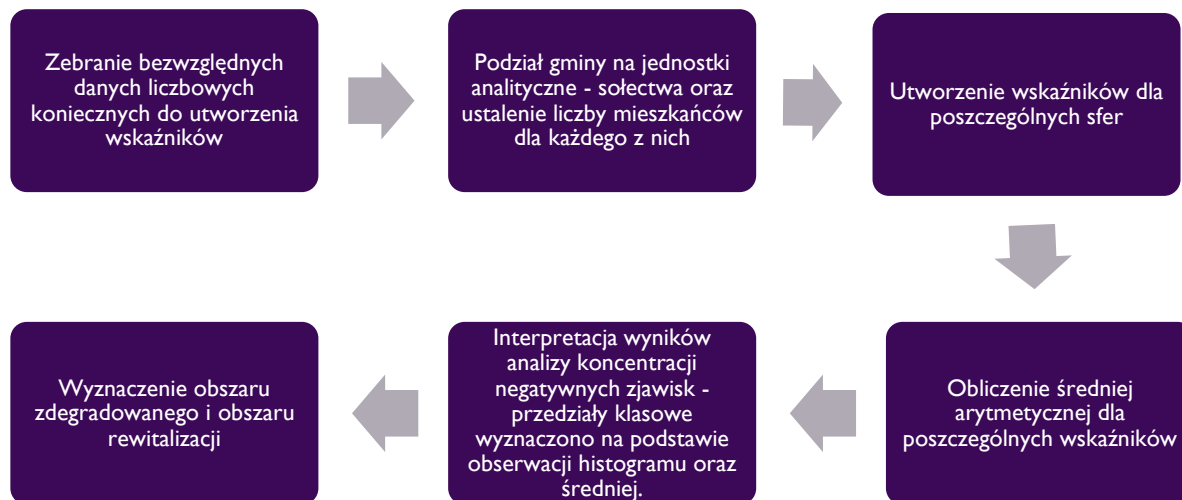 Zebranie bezwzględnych
danych liczbowych
koniecznych do utworzenia
wskaźników
Podział gminy na jednostki
analityczne - sołectwa oraz
ustalenie liczby mieszkańców
dla każdego z nich
Utworzenie wskaźników dla
poszczególnych sfer
Obliczenie średniej
arytmetycznej dla
poszczególnych wskaźników
Interpretacja wyników
analizy koncentracji
negatywnych zjawisk -
przedziały klasowe
wyznaczono na podstawie
obserwacji histogramu oraz
średniej.
Wyznaczenie obszaru
zdegradowanego i obszaru
rewitalizacji